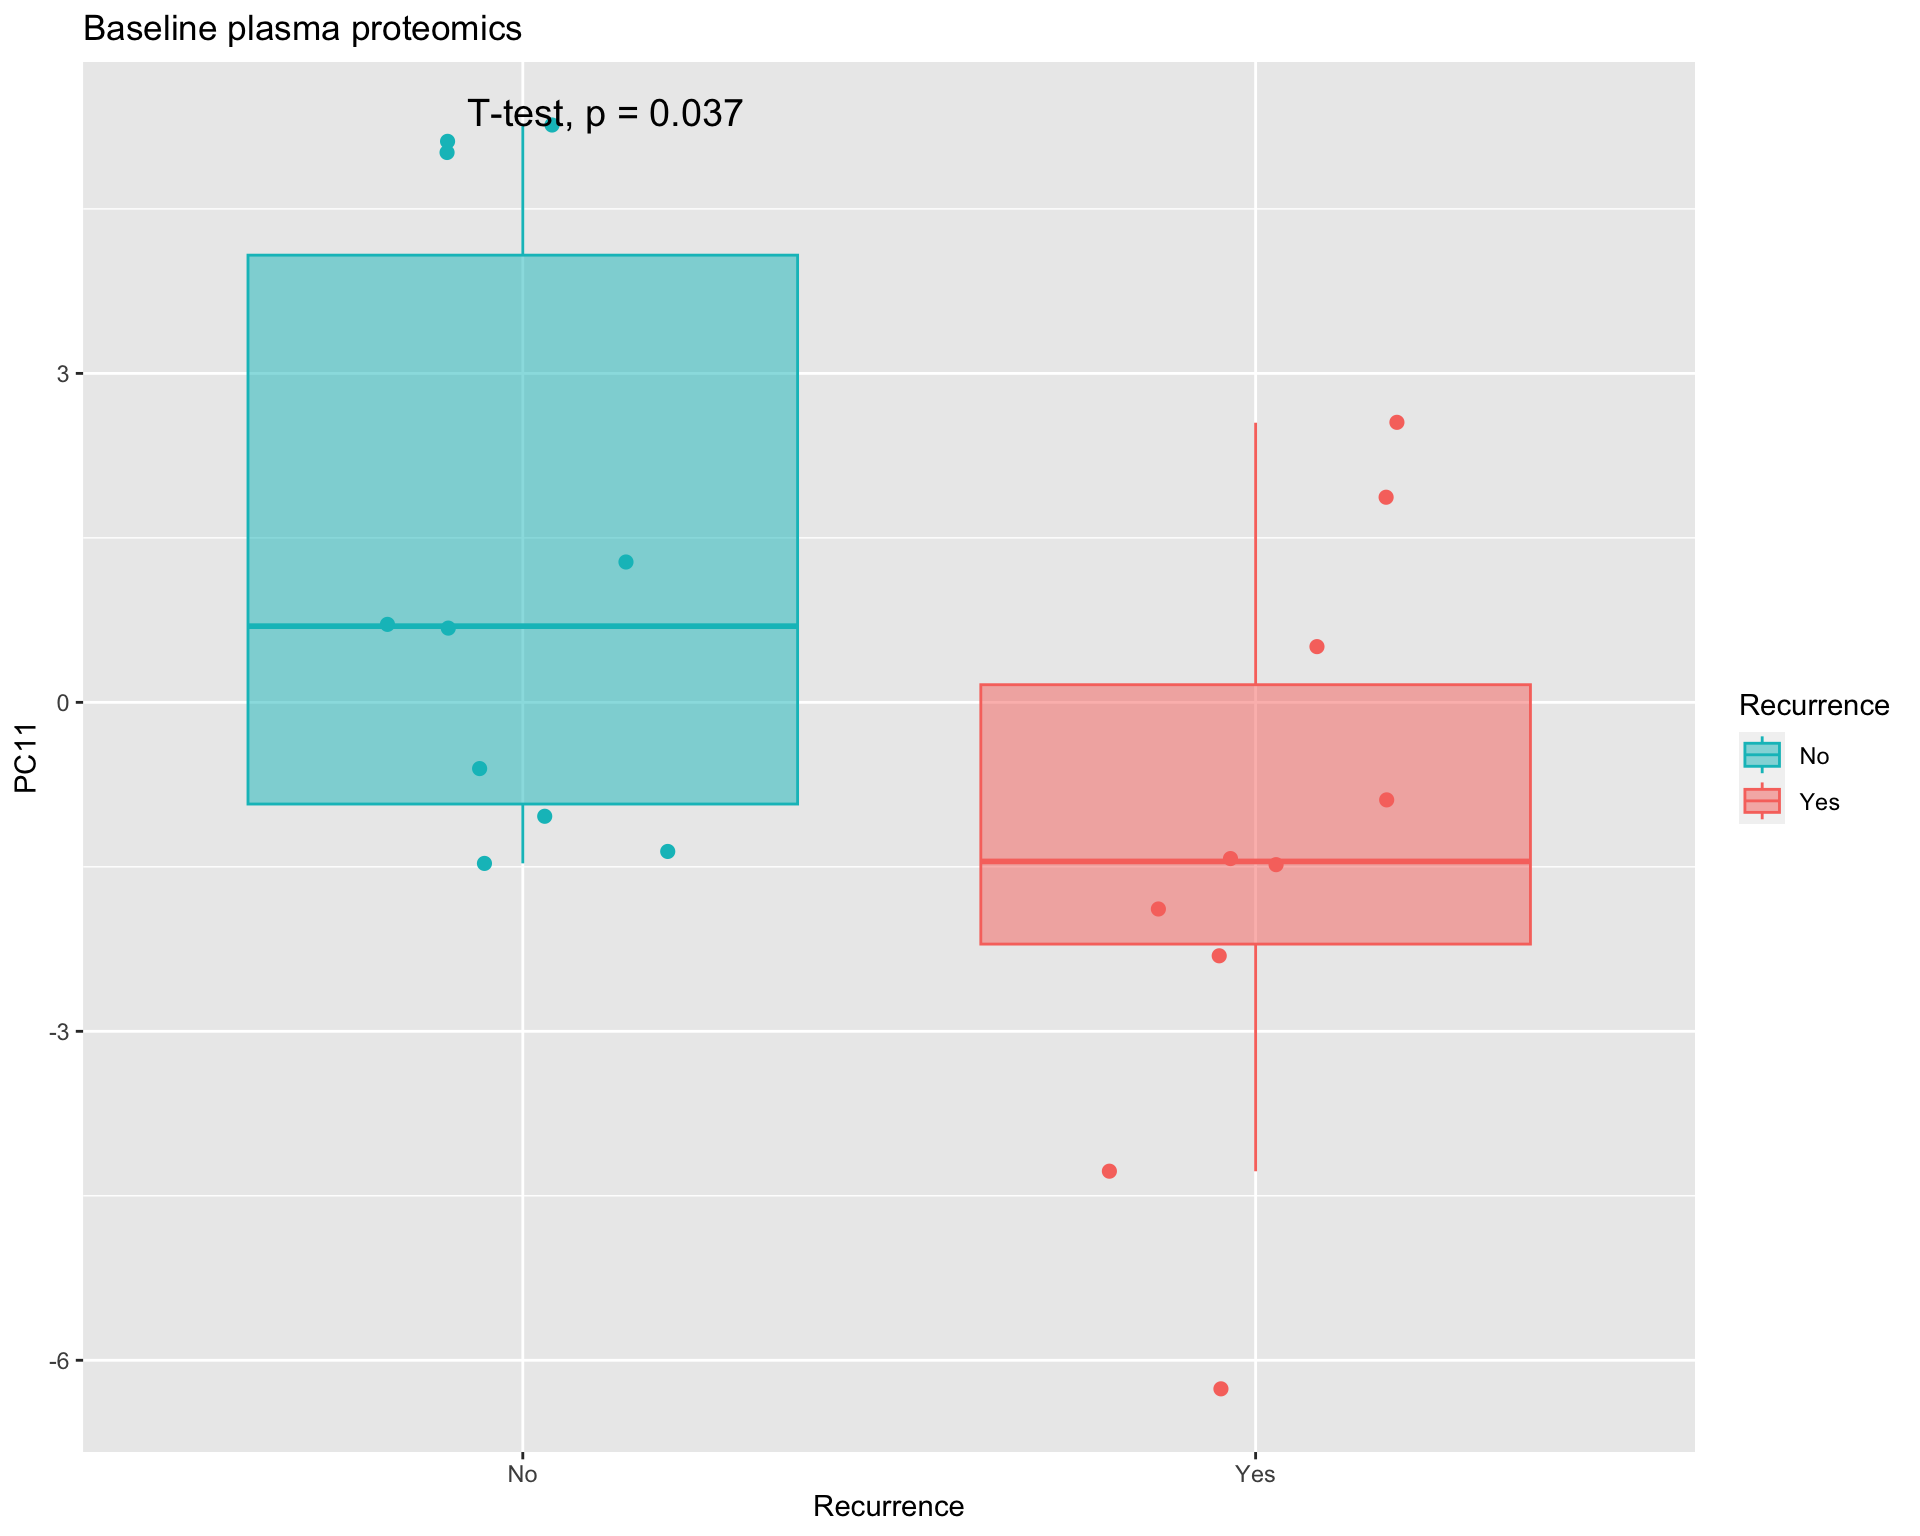 Baseline plasma proteomics
T-test, p = 0.037
3
0
-3
-6
PC11
No
Yes
Recurrence
Recurrence
No
Yes